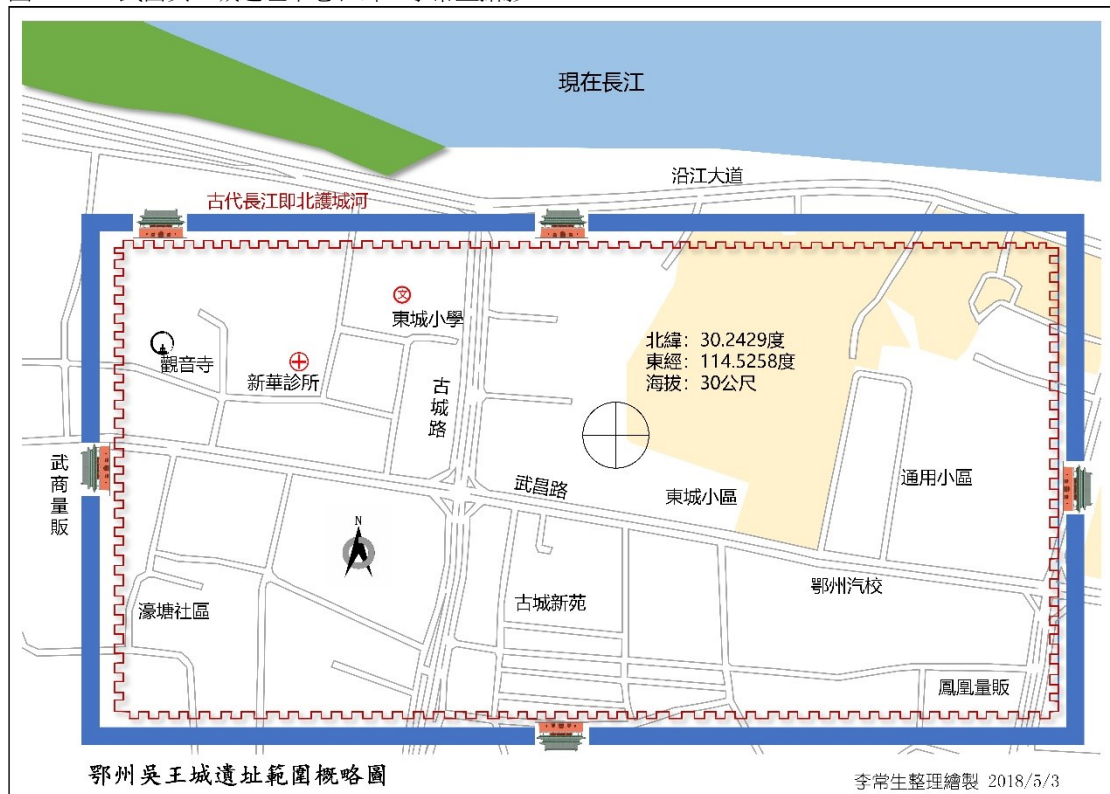 現在長江
沿江大道
古代長江即北護城河
東城小學
北緯：30.2429度
東經：114.5258度
海拔：30公尺
觀音寺
新華診所
古城路
武商量販
武昌路
東城小區
通用小區
N
鄂州汽校
濠塘社區
古城新苑
鳳凰量販
鄂州吳王城遺址範圍概略圖
李常生整理繪製 2018/5/3